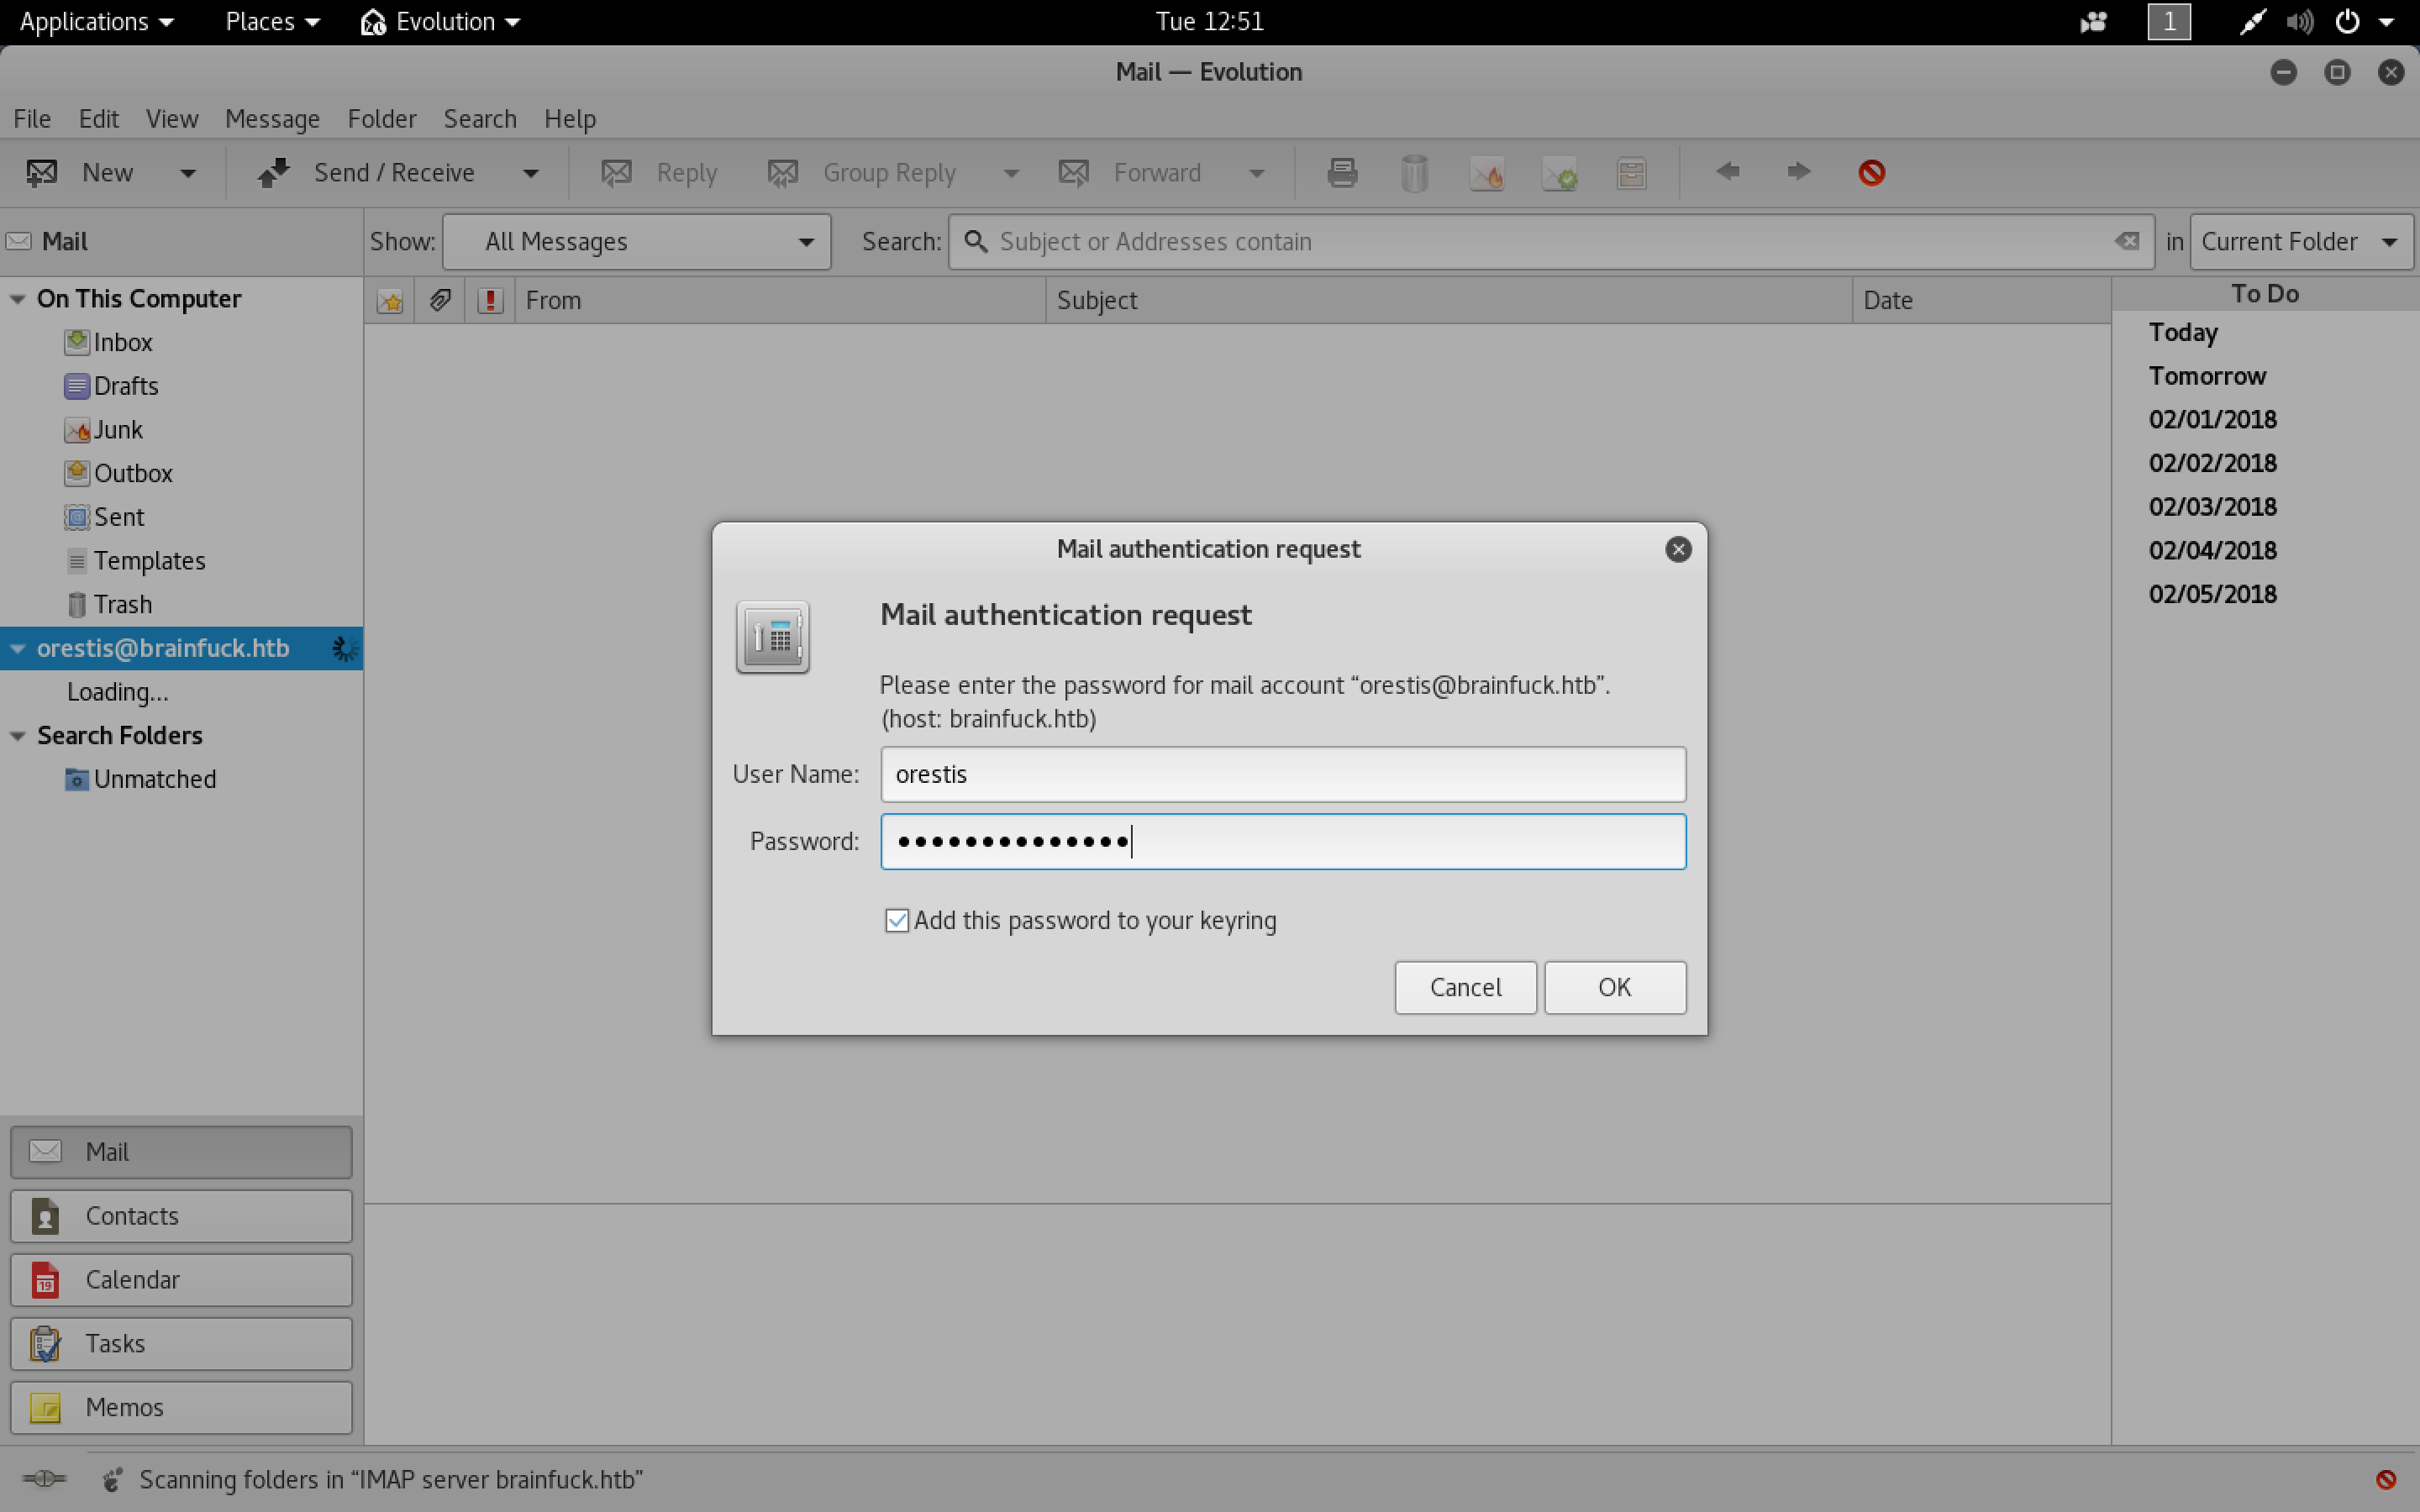 Applications Places Evolution Tue 12:51 1
Mail — Evolution
File Edit View Message Folder Search Help
New Send / Receive Reply Group Reply Forward
Mail Show: All Messages Search: Subject or Addresses contain in Current Folder
From Subject Date To Do
On This Computer
Inbox
Drafts
Junk
Outbox
Sent
Templates
Trash
orestis@brainfuck.htb
Loading...
Search Folders
Unmatched
Today
Tomorrow
02/01/2018
02/02/2018
02/03/2018
02/04/2018
02/05/2018
Mail authentication request
Mail authentication request
Please enter the password for mail account “orestis@brainfuck.htb”.
(host: brainfuck.htb)
User Name: orestis
Password: ••••••••••••••
Add this password to your keyring
Cancel OK
Mail
Contacts
19 Calendar
Tasks
Memos
Scanning folders in “IMAP server brainfuck.htb”